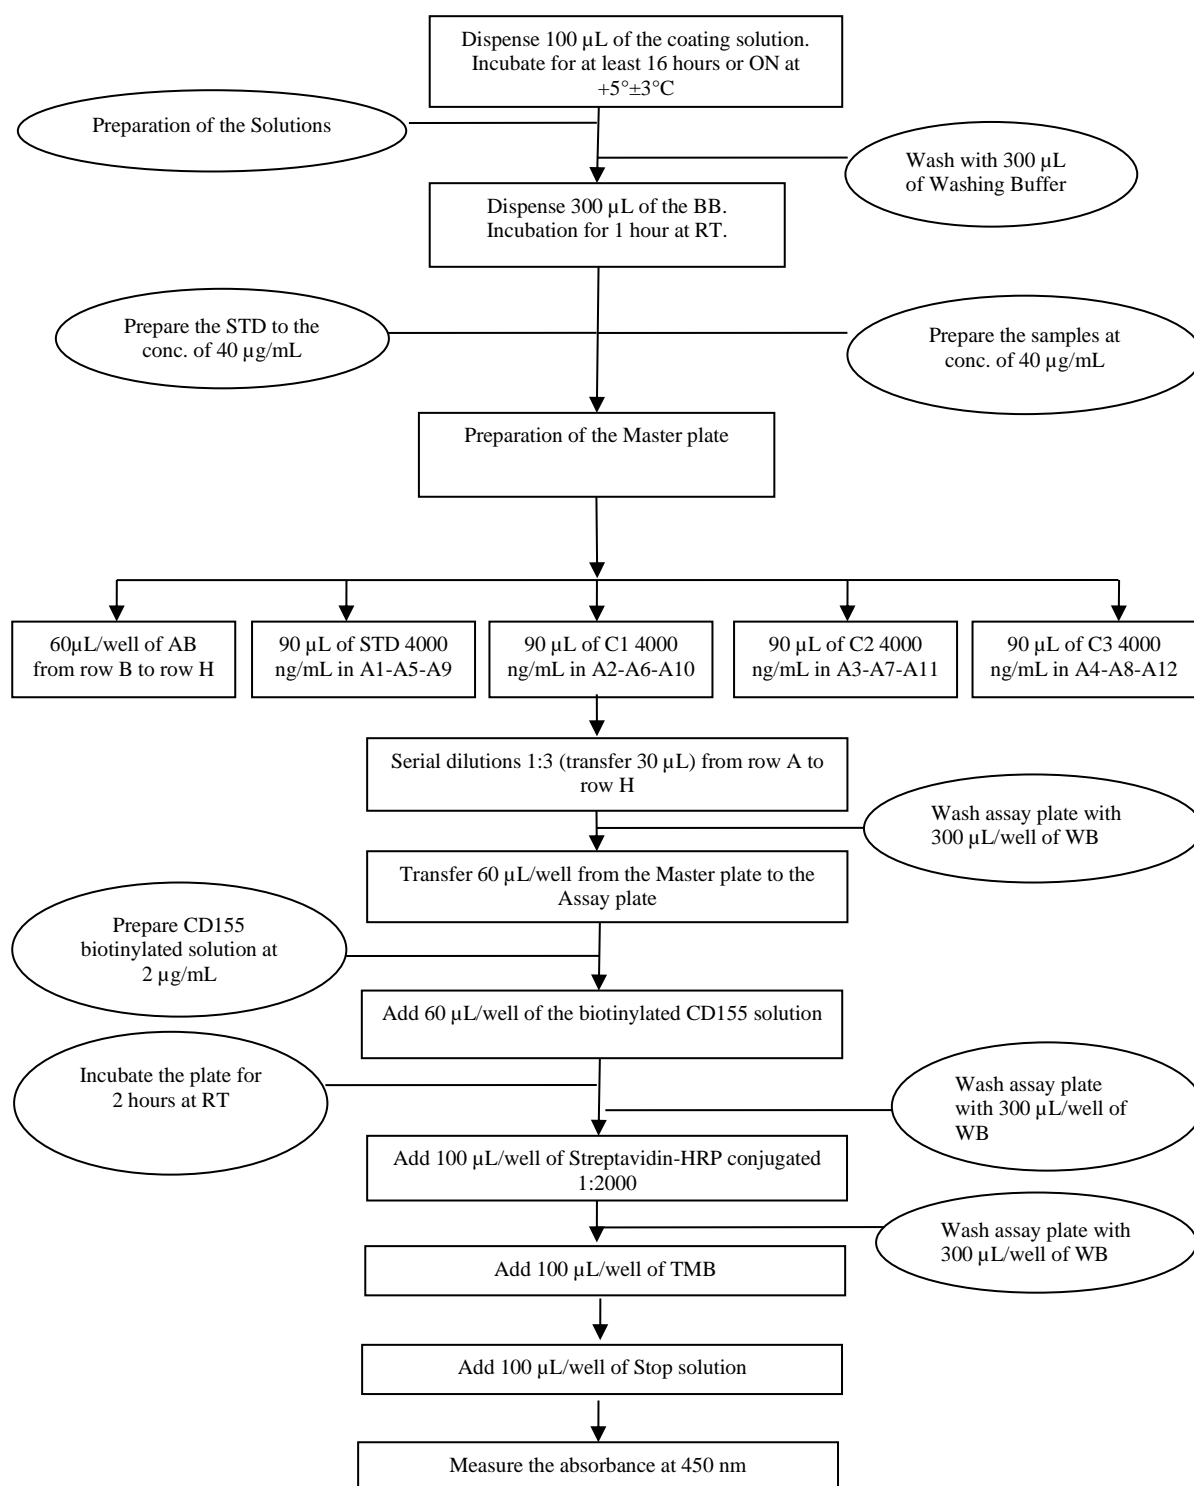 Dispense 100 µL of the coating solution.
Incubate for at least 16 hours or ON at
+5°±3°C
Preparation of the Solutions
Wash with 300 µL
of Washing Buffer
Dispense 300 µL of the BB.
Incubation for 1 hour at RT.
Prepare the STD to the
conc. of 40 µg/mL
Prepare the samples at
conc. of 40 µg/mL
Preparation of the Master plate
60µL/well of AB
from row B to row H
90 µL of STD 4000
ng/mL in A1-A5-A9
90 µL of C1 4000
ng/mL in A2-A6-A10
90 µL of C2 4000
ng/mL in A3-A7-A11
90 µL of C3 4000
ng/mL in A4-A8-A12
Serial dilutions 1:3 (transfer 30 µL) from row A to
row H
Wash assay plate with
300 µL/well of WB
Transfer 60 µL/well from the Master plate to the
Assay plate
Prepare CD155
biotinylated solution at
2 µg/mL
Add 60 µL/well of the biotinylated CD155 solution
Incubate the plate for
2 hours at RT
Wash assay plate
with 300 µL/well of
WB
Add 100 µL/well of Streptavidin-HRP conjugated
1:2000
Wash assay plate with
300 µL/well of WB
Add 100 µL/well of TMB
Add 100 µL/well of Stop solution
Measure the absorbance at 450 nm